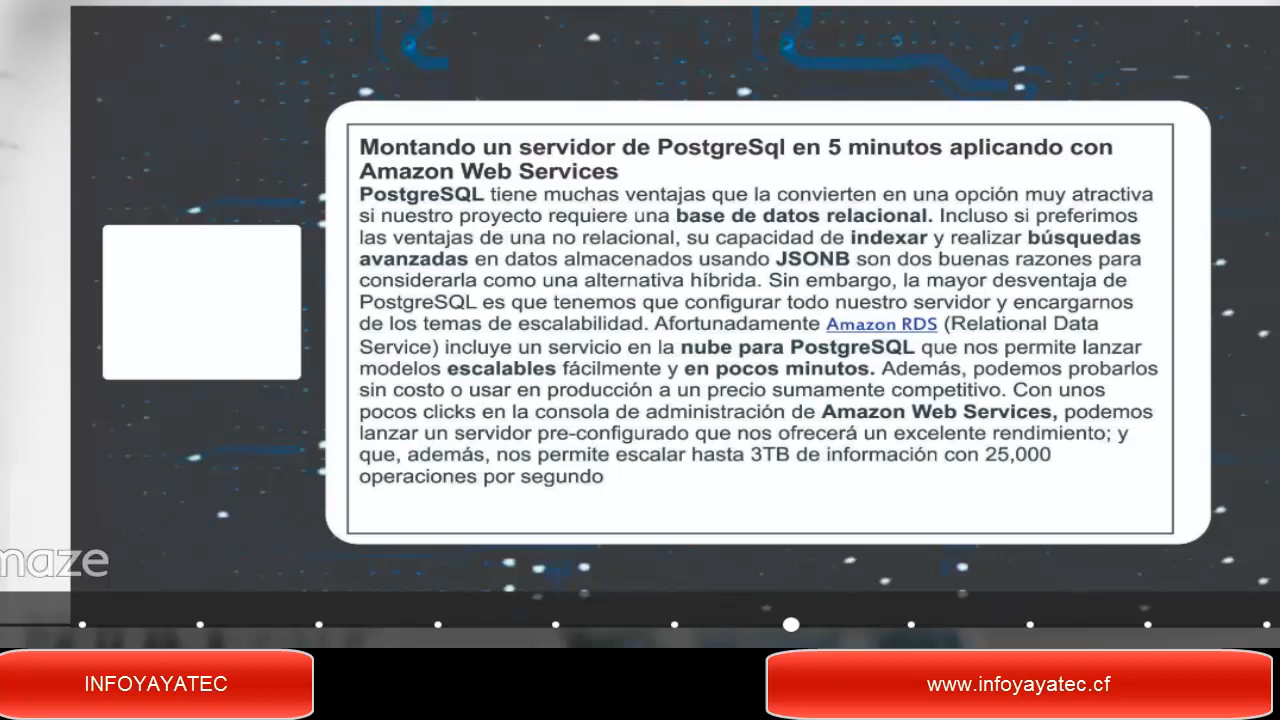 Montando un servidor de PostgreSql en 5 minutos aplicando con
Amazon Web Services
PostgreSQL tiene muchas ventajas que la convierten en una opción muy atractiva
si nuestro proyecto requiere una base de datos relacional. Incluso si preferimos
las ventajas de una no relacional, su capacidad de indexar y realizar búsquedas
avanzadas en datos almacenados usando JSONB son dos buenas razones para
considerarla como una alternativa híbrida. Sin embargo, la mayor desventaja de
PostgreSQL es que tenemos que configurar todo nuestro servidor y encargarnos
de los temas de escalabilidad. Afortunadamente Amazon RDS (Relational Data
Service) incluye un servicio en la nube para PostgreSQL que nos permite lanzar
modelos escalables fácilmente y en pocos minutos. Además, podemos probarlos
sin costo o usar en producción a un precio sumamente competitivo. Con unos
pocos clicks en la consola de administración de Amazon Web Services, podemos
lanzar un servidor pre-configurado que nos ofrecerá un excelente rendimiento; y
que, además, nos permite escalar hasta 3TB de información con 25,000
operaciones por segundo
maze
INFOYAYATEC
www.infoyayatec.cf